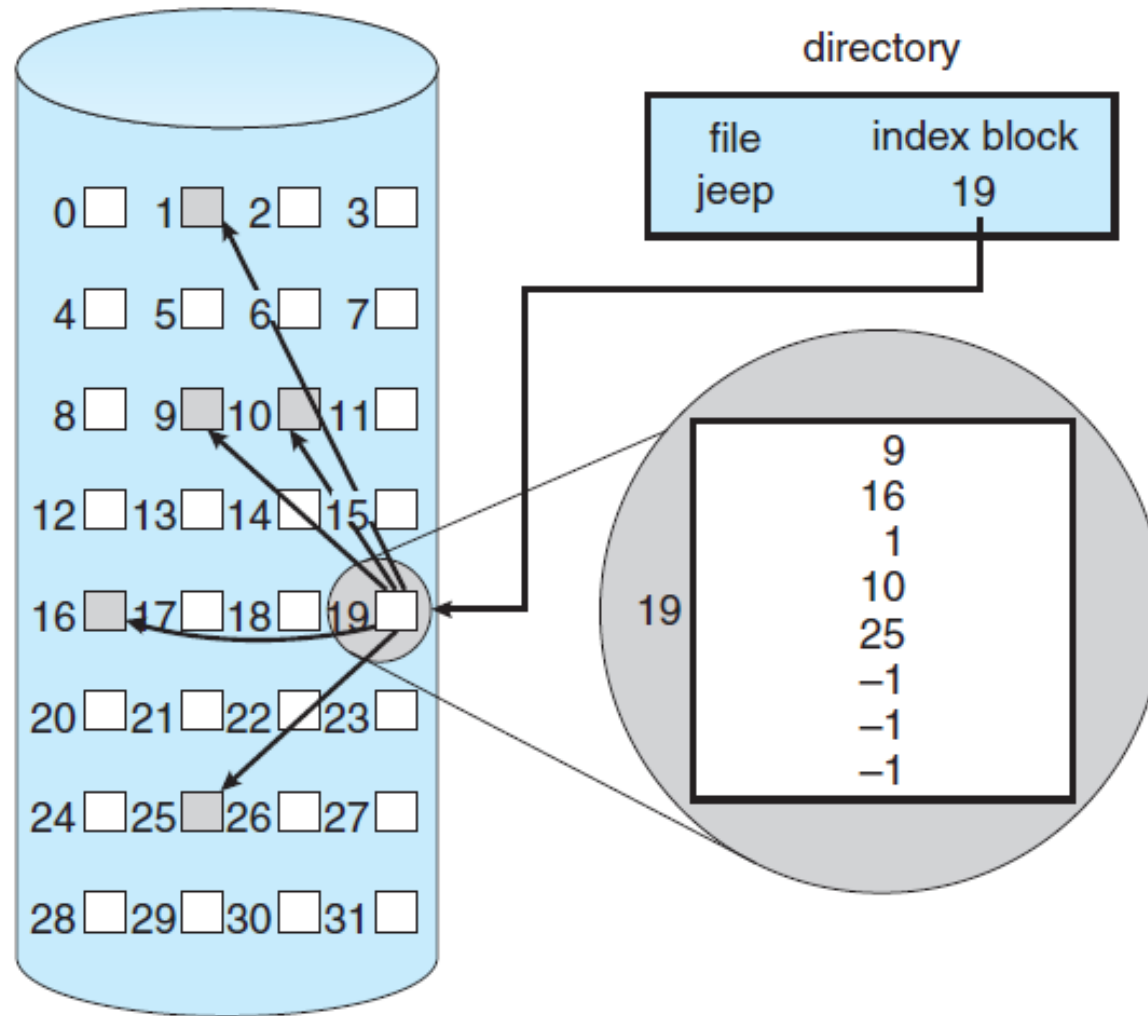 directory
file index block
jeep 19
0 1 2 3
4 5 6 7
8 9 10 11
12 13 14 15
16 17 18 19
20 21 22 23
24 25 26 27
28 29 30 31
19
9
16
1
10
25
–1
–1
–1